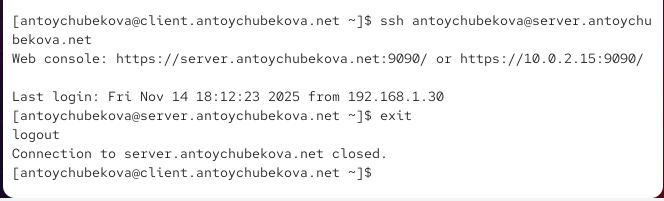 [antoychubekova@client.antoychubekova.net ~]$ ssh antoychubekova@server.antoychu
bekova.net
Web console: https://server.antoychubekova.net:9090/ or https://10.0.2.15:9090/
Last login: Fri Nov 14 18:12:23 2025 from 192.168.1.30
[antoychubekova@server.antoychubekova.net ~]$ exit
logout
Connection to server.antoychubekova.net closed.
[antoychubekova@client.antoychubekova.net ~]$